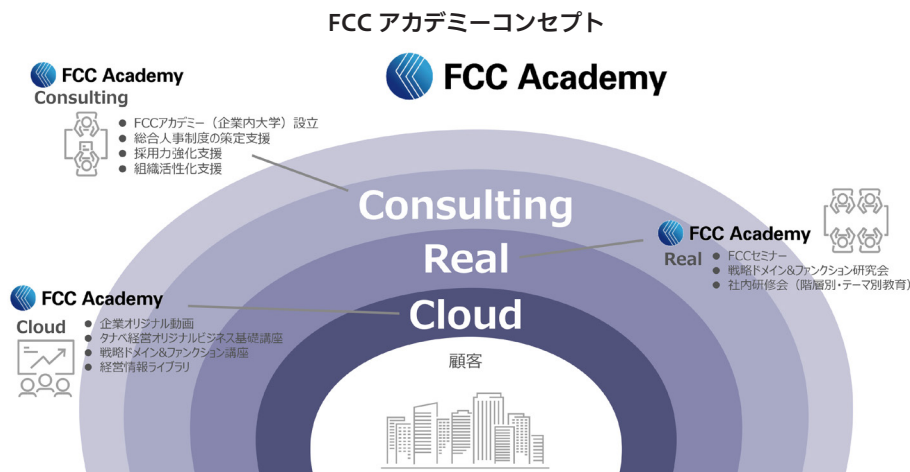 FCC アカデミーコンセプト
FCC Academy
FCC Academy
Consulting
● FCCアカデミー（企業内大学）設立
● 総合人事制度の策定支援
● 採用力強化支援
● 組織活性化支援
Consulting
Real
Cloud
顧客
FCC Academy
Real
● FCCセミナー
● 戦略ドメイン&ファンクション研究会
● 社内研修会（階層別・テーマ別教育）
FCC Academy
Cloud
● 企業オリジナル動画
● タナベ経営オリジナルビジネス基礎講座
● 戦略ドメイン&ファンクション講座
● 経営情報ライブラリ